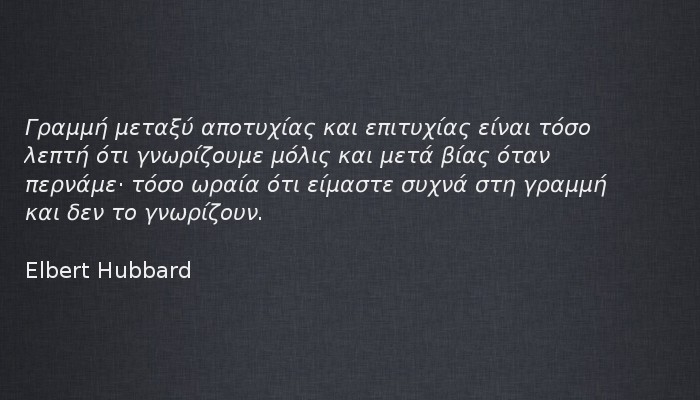 Γραμμή μεταξύ αποτυχίας και επιτυχίας είναι τόσο
λεπτή ότι γνωρίζουμε μόλις και μετά βίας όταν
περνάμε· τόσο ωραία ότι είμαστε συχνά στη γραμμή
και δεν το γνωρίζουν.
Elbert Hubbard